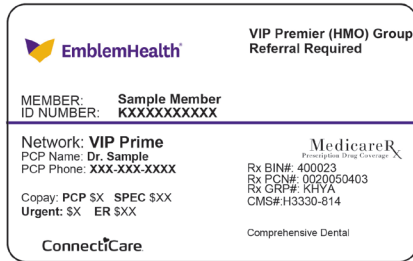 EmblemHealth®
VIP Premier (HMO) Group
Referral Required
MEMBER: Sample Member
ID NUMBER: KXXXXXXXXXX
Network: VIP Prime
PCP Name: Dr. Sample
PCP Phone: XXX-XXX-XXXX
Copay: PCP $X SPEC $XX
Urgent: $X ER $XX
ConnectiCare
MedicareRx
Prescription Drug Coverage
Rx BIN#: 400023
Rx PCN#: 0020050403
Rx GRP#: KHYA
CMS#:H3330-814
Comprehensive Dental